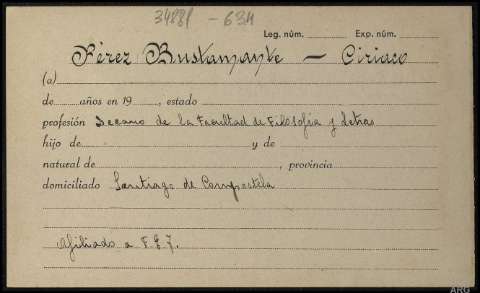 34881 - 634
Leg. núm. Exp. núm.
Pérez Bustamante — Ciriaco
(a)
de años en 19 , estado
profesión Decano de la Facultad de Filosofía y Letras
hijo de y de
natural de , provincia
domiciliado Santiago de Compostela
Afiliado a F.E.T.
ARG